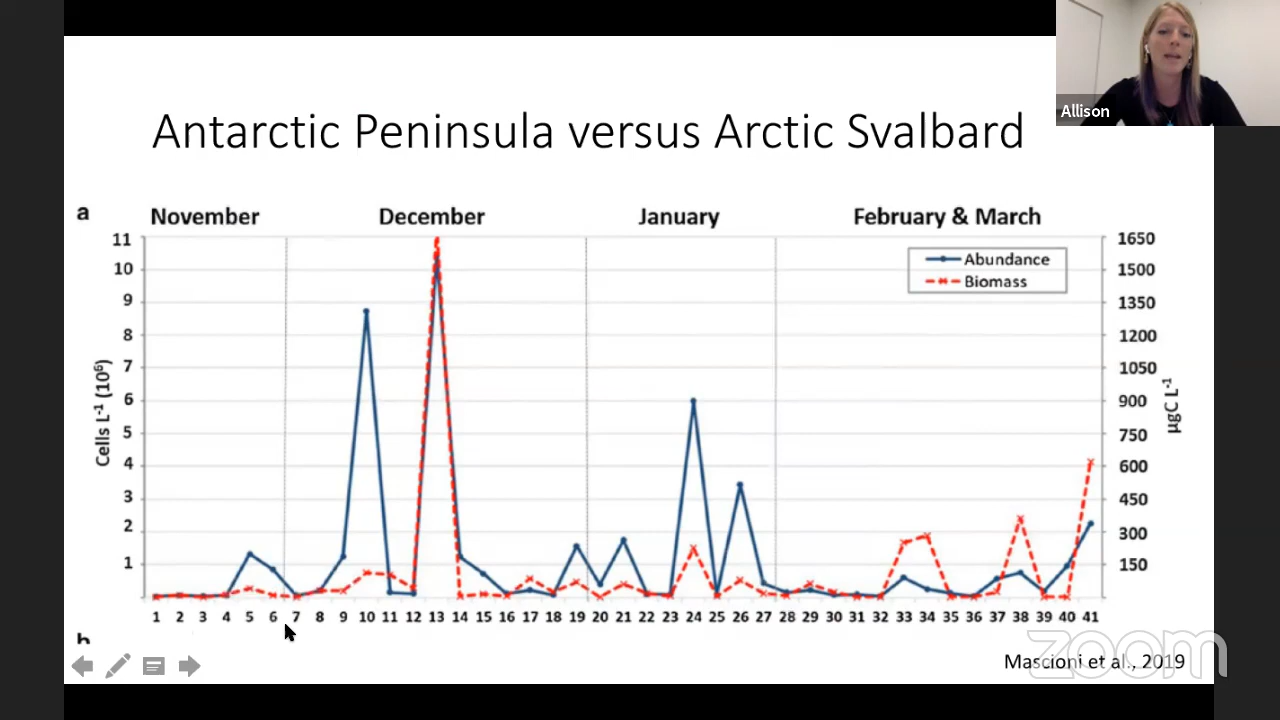 Allison
Antarctic Peninsula versus Arctic Svalbard
a
November December January February & March
11 1650
10 1500
9 1350
8 1200
7 1050
6 900
5 750
4 600
3 450
2 300
1 150
Abundance
Biomass
Cells L⁻¹ (10⁶)
µgC L⁻¹
1 2 3 4 5 6 7 8 9 10 11 12 13 14 15 16 17 18 19 20 21 22 23 24 25 26 27 28 29 30 31 32 33 34 35 36 37 38 39 40 41
b
Mascioni et al., 2019
zoom